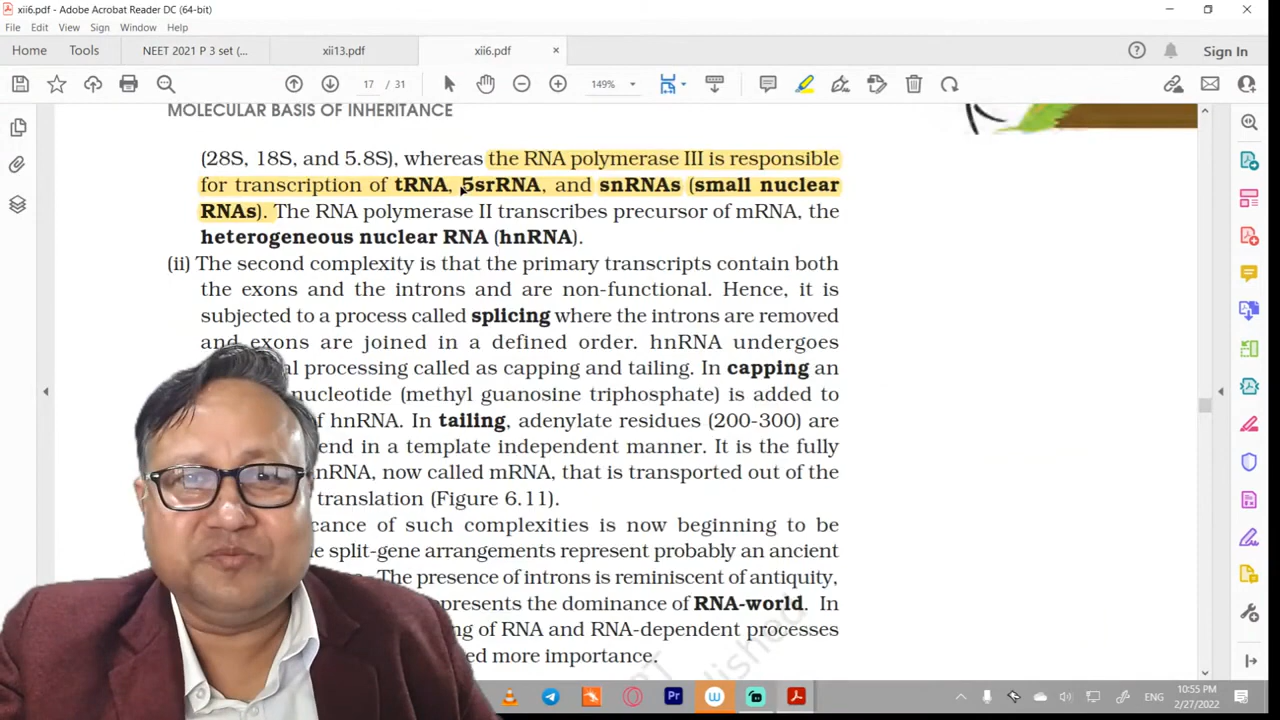 xii6.pdf - Adobe Acrobat Reader DC (64-bit)
File Edit View Sign Window Help
Home Tools NEET 2021 P 3 set (... xii13.pdf xii6.pdf × Sign In
17 / 31 149%
MOLECULAR BASIS OF INHERITANCE
(28S, 18S, and 5.8S), whereas the RNA polymerase III is responsible
for transcription of tRNA, 5srRNA, and snRNAs (small nuclear
RNAs). The RNA polymerase II transcribes precursor of mRNA, the
heterogeneous nuclear RNA (hnRNA).
(ii) The second complexity is that the primary transcripts contain both
the exons and the introns and are non-functional. Hence, it is
subjected to a process called splicing where the introns are removed
and exons are joined in a defined order. hnRNA undergoes
processing called as capping and tailing. In capping an
nucleotide (methyl guanosine triphosphate) is added to
of hnRNA. In tailing, adenylate residues (200-300) are
end in a template independent manner. It is the fully
now called mRNA, that is transported out of the
translation (Figure 6.11).
of such complexities is now beginning to be
split-gene arrangements represent probably an ancient
The presence of introns is reminiscent of antiquity,
the dominance of RNA-world. In
of RNA and RNA-dependent processes
more importance.
ENG
10:55 PM
2/27/2022